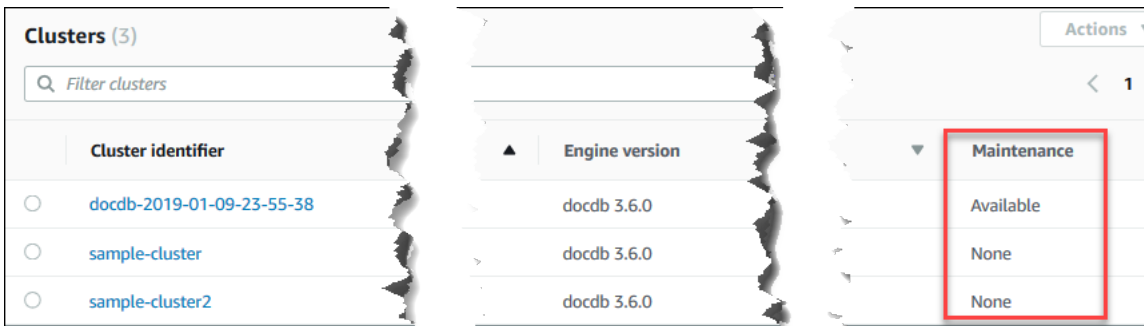 Clusters (3)
Actions
Filter clusters
1
Cluster identifier Engine version Maintenance
docdb-2019-01-09-23-55-38 docdb 3.6.0 Available
sample-cluster docdb 3.6.0 None
sample-cluster2 docdb 3.6.0 None